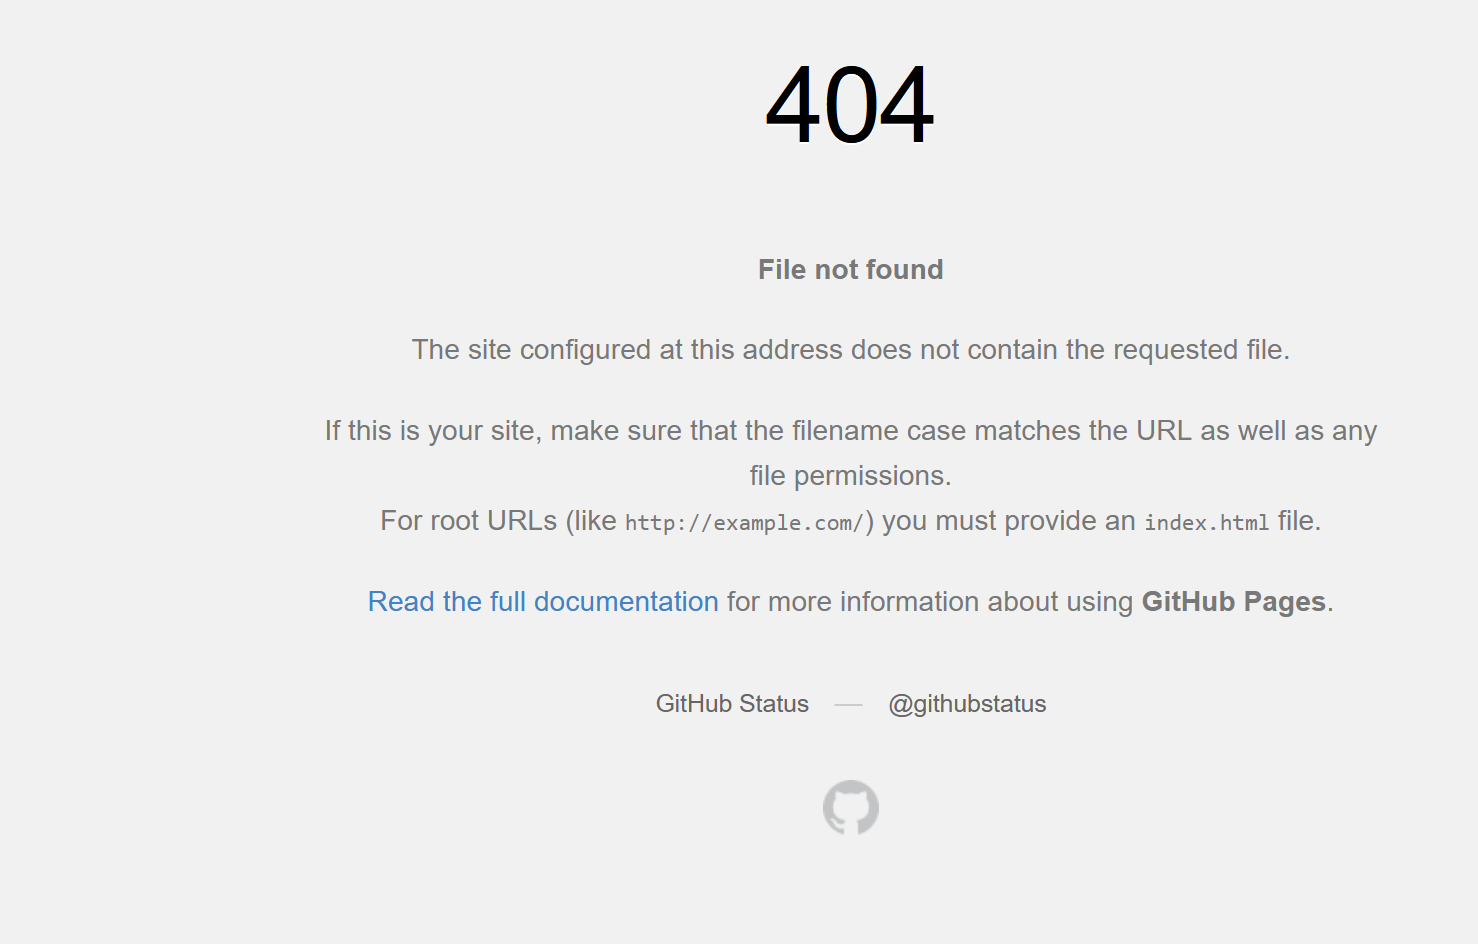 404
File not found
The site configured at this address does not contain the requested file.
If this is your site, make sure that the filename case matches the URL as well as any
file permissions.
For root URLs (like http://example.com/) you must provide an index.html file.
Read the full documentation for more information about using GitHub Pages.
GitHub Status — @githubstatus